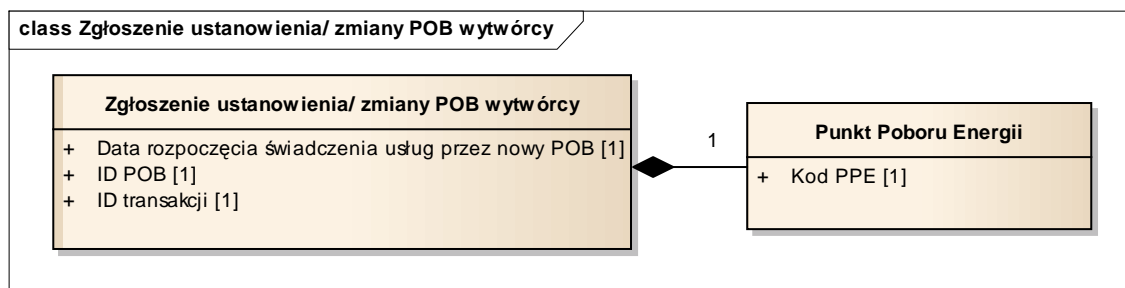 class Zgłoszenie ustanowienia/ zmiany POB wytwórcy
Zgłoszenie ustanowienia/ zmiany POB wytwórcy
+ Data rozpoczęcia świadczenia usług przez nowy POB [1]
+ ID POB [1]
+ ID transakcji [1]
1
Punkt Poboru Energii
+ Kod PPE [1]